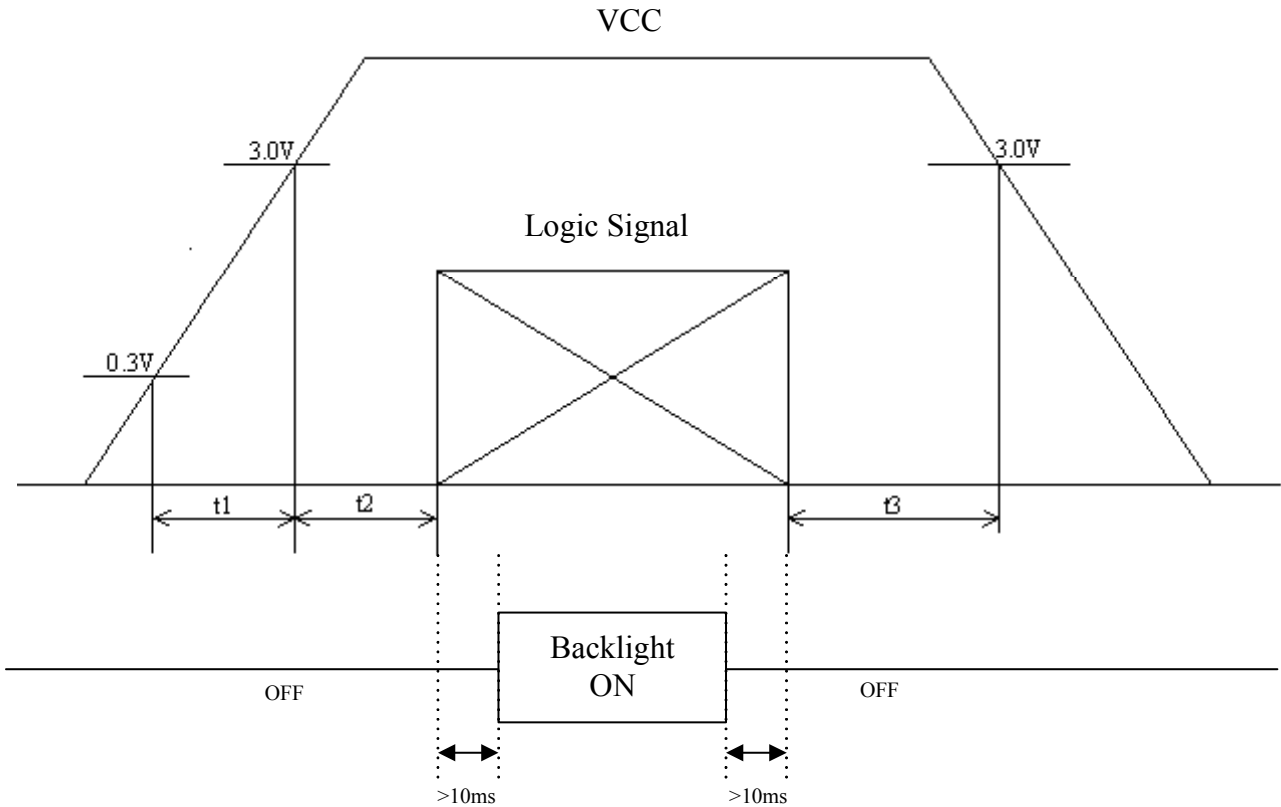 VCC
3.0V
3.0V
Logic Signal
0.3V
t1
t2
t3
Backlight
ON
OFF
OFF
>10ms
>10ms